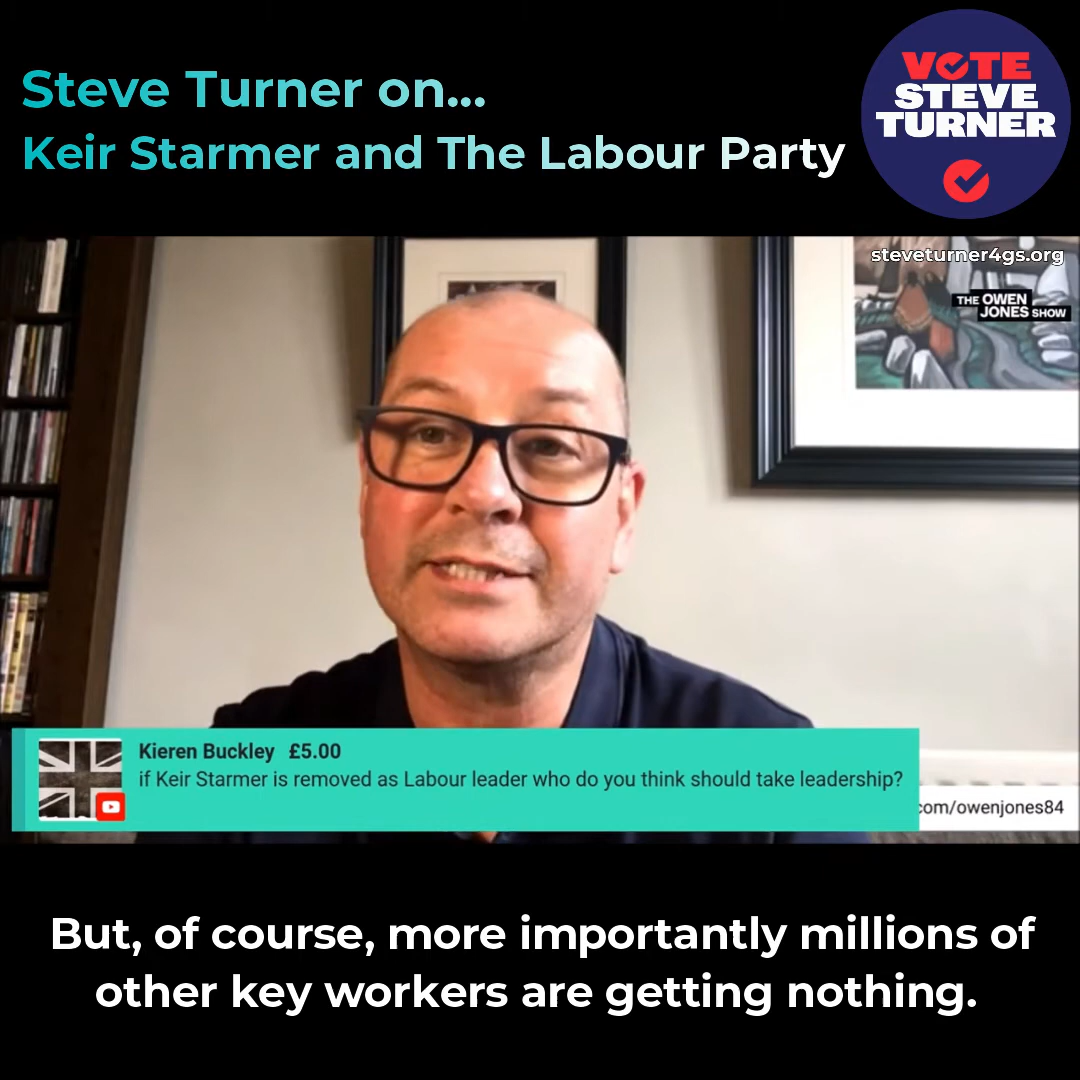 Steve Turner on...
Keir Starmer and The Labour Party
VOTE
STEVE
TURNER
steveturner4gs.org
THE OWEN
JONES SHOW
Kieren Buckley £5.00
if Keir Starmer is removed as Labour leader who do you think should take leadership?
com/owenjones84
But, of course, more importantly millions of
other key workers are getting nothing.